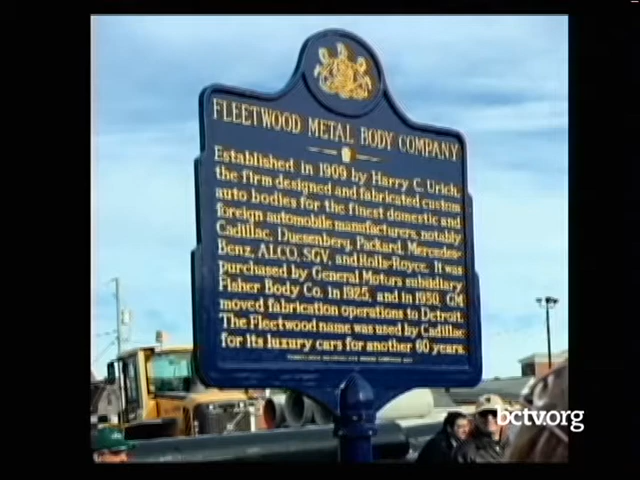 FLEETWOOD METAL BODY COMPANY
Established in 1909 by Harry C. Urich,
the firm designed and fabricated custom
auto bodies for the finest domestic and
foreign automobile manufacturers, notably
Cadillac, Duesenberg, Packard, Mercedes-
Benz, ALCO, SGV, and Rolls-Royce. It was
purchased by General Motors subsidiary
Fisher Body Co. in 1925, and in 1930, GM
moved fabrication operations to Detroit.
The Fleetwood name was used by Cadillac
for its luxury cars for another 60 years.
bctv.org